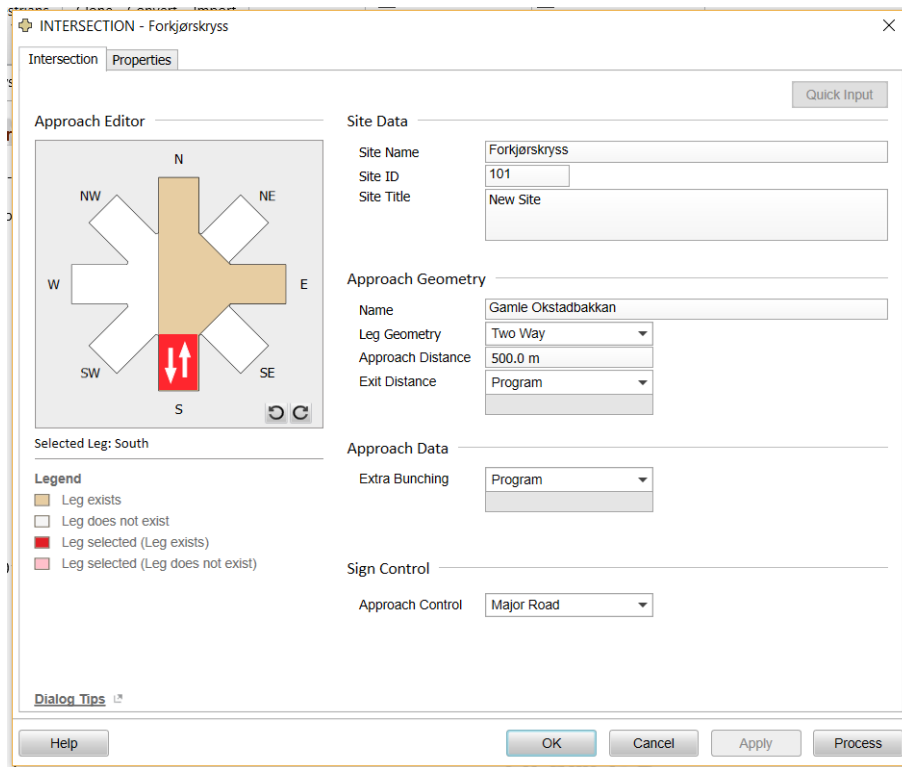 Clone Convert Import
INTERSECTION - Forkjørskryss
Intersection Properties
Quick Input
Approach Editor
N
NW NE
W E
SW SE
S
Selected Leg: South
Legend
Leg exists
Leg does not exist
Leg selected (Leg exists)
Leg selected (Leg does not exist)
Dialog Tips
Site Data
Site Name Forkjørskryss
Site ID 101
Site Title New Site
Approach Geometry
Name Gamle Okstadbakkan
Leg Geometry Two Way
Approach Distance 500.0 m
Exit Distance Program
Approach Data
Extra Bunching Program
Sign Control
Approach Control Major Road
Help OK Cancel Apply Process